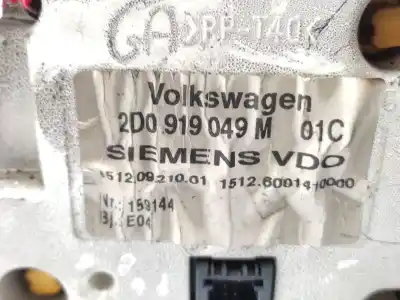 GA >PP-T40<
Volkswagen
2D0 919 049 M 01C
SIEMENS VDO
1512.09.210.01 1512.60014-0000
Nr.: 159144
Bj.: E04